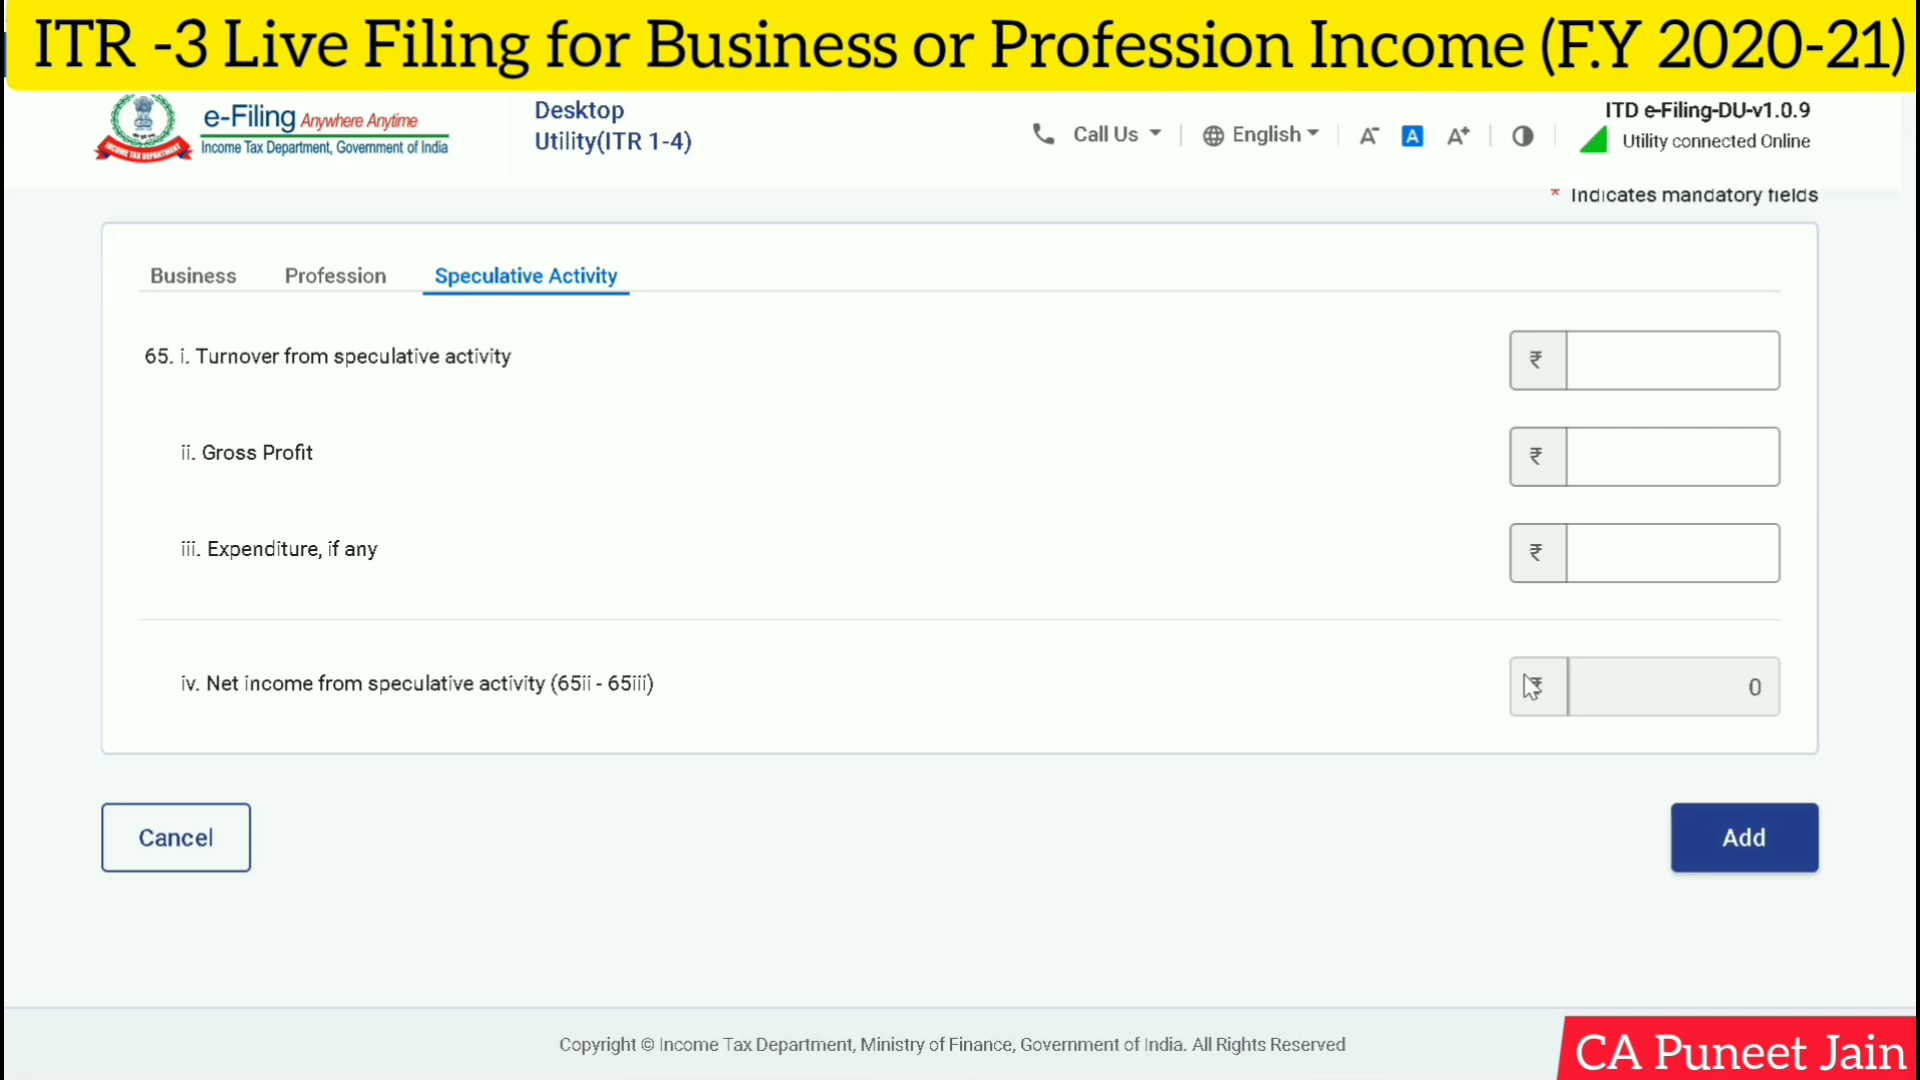 ITR -3 Live Filing for Business or Profession Income (F.Y 2020-21)
e-Filing Anywhere Anytime
Income Tax Department, Government of India
INCOME TAX DEPARTMENT
Desktop
Utility(ITR 1-4)
Call Us
English
A-
A
A+
ITD e-Filing-DU-v1.0.9
Utility connected Online
* Indicates mandatory fields
Business
Profession
Speculative Activity
65. i. Turnover from speculative activity
₹
ii. Gross Profit
₹
iii. Expenditure, if any
₹
iv. Net income from speculative activity (65ii - 65iii)
₹ 0
Cancel
Add
Copyright © Income Tax Department, Ministry of Finance, Government of India. All Rights Reserved
CA Puneet Jain